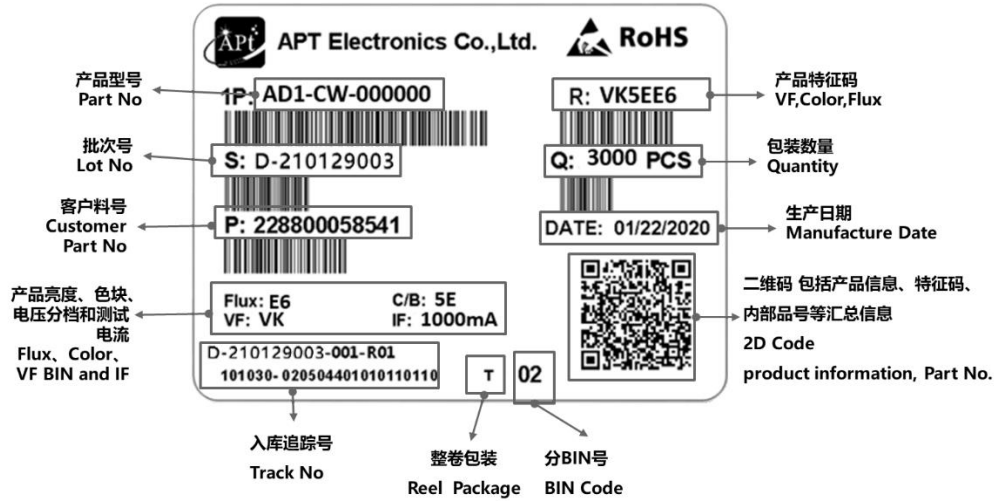 APT
APT Electronics Co.,Ltd.
RoHS
产品型号
Part No
1P: AD1-CW-000000
R: VK5EE6
产品特征码
VF,Color,Flux
批次号
Lot No
S: D-210129003
Q: 3000 PCS
包装数量
Quantity
客户料号
Customer
Part No
P: 228800058541
DATE: 01/22/2020
生产日期
Manufacture Date
产品亮度、色块、
电压分档和测试
电流
Flux、Color、
VF BIN and IF
Flux: E6
C/B: 5E
VF: VK
IF: 1000mA
二维码 包括产品信息、特征码、
内部品号等汇总信息
2D Code
product information, Part No.
D-210129003-001-R01
101030-020504401010110110
T
02
入库追踪号
Track No
整卷包装
Reel Package
分BIN号
BIN Code